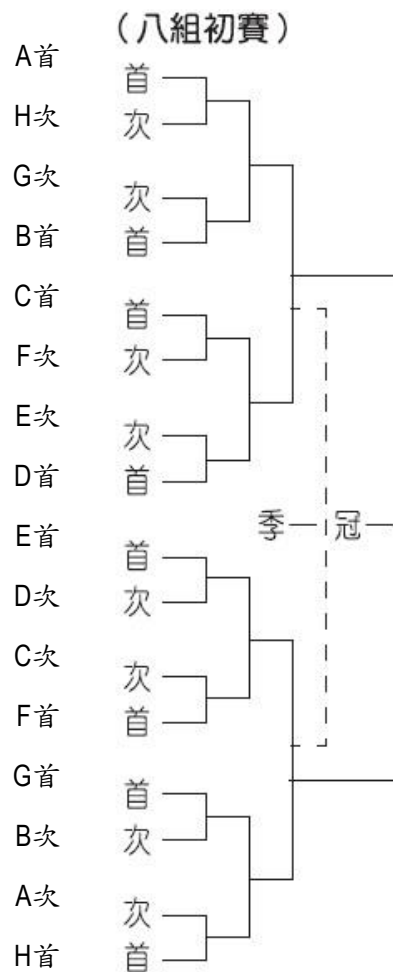 (八組初賽)
A首 首
H次 次
G次 次
B首 首
C首 首
F次 次
E次 次
D首 首
季 冠
E首 首
D次 次
C次 次
F首 首
G首 首
B次 次
A次 次
H首 首